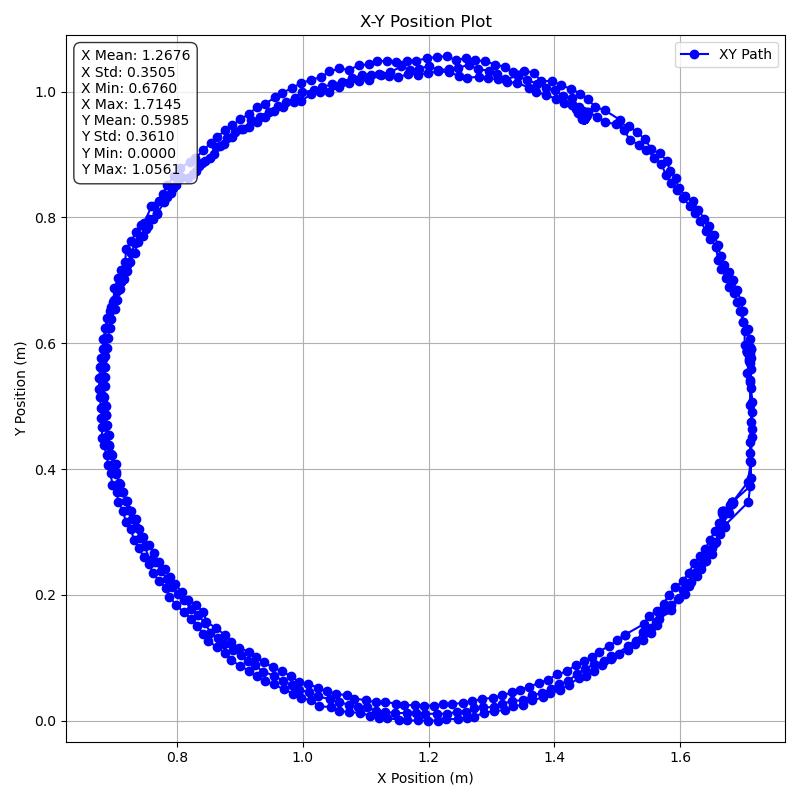 X-Y Position Plot
X Mean: 1.2676
X Std: 0.3505
X Min: 0.6760
X Max: 1.7145
Y Mean: 0.5985
Y Std: 0.3610
Y Min: 0.0000
Y Max: 1.0561
XY Path
1.0
0.8
0.6
0.4
0.2
0.0
Y Position (m)
0.8 1.0 1.2 1.4 1.6
X Position (m)